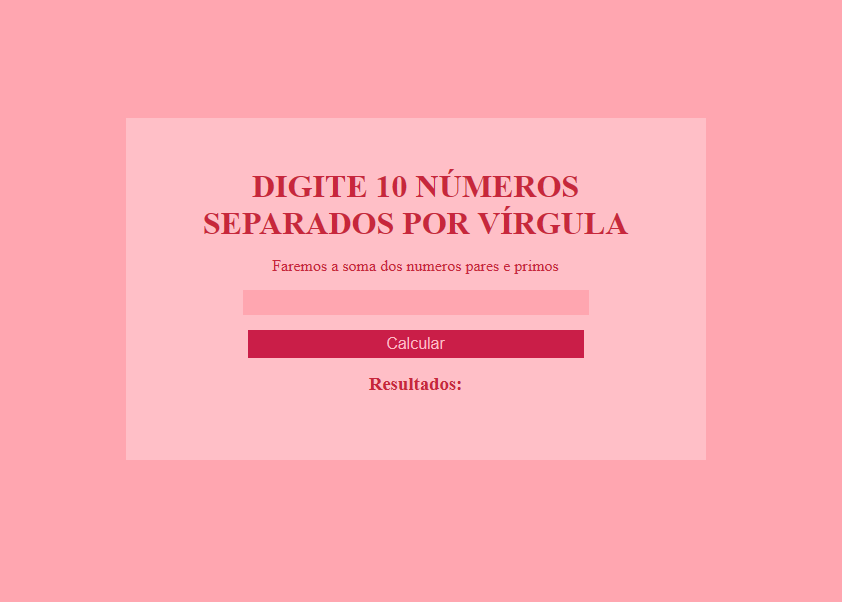 DIGITE 10 NÚMEROS
SEPARADOS POR VÍRGULA
Faremos a soma dos numeros pares e primos
Calcular
Resultados: